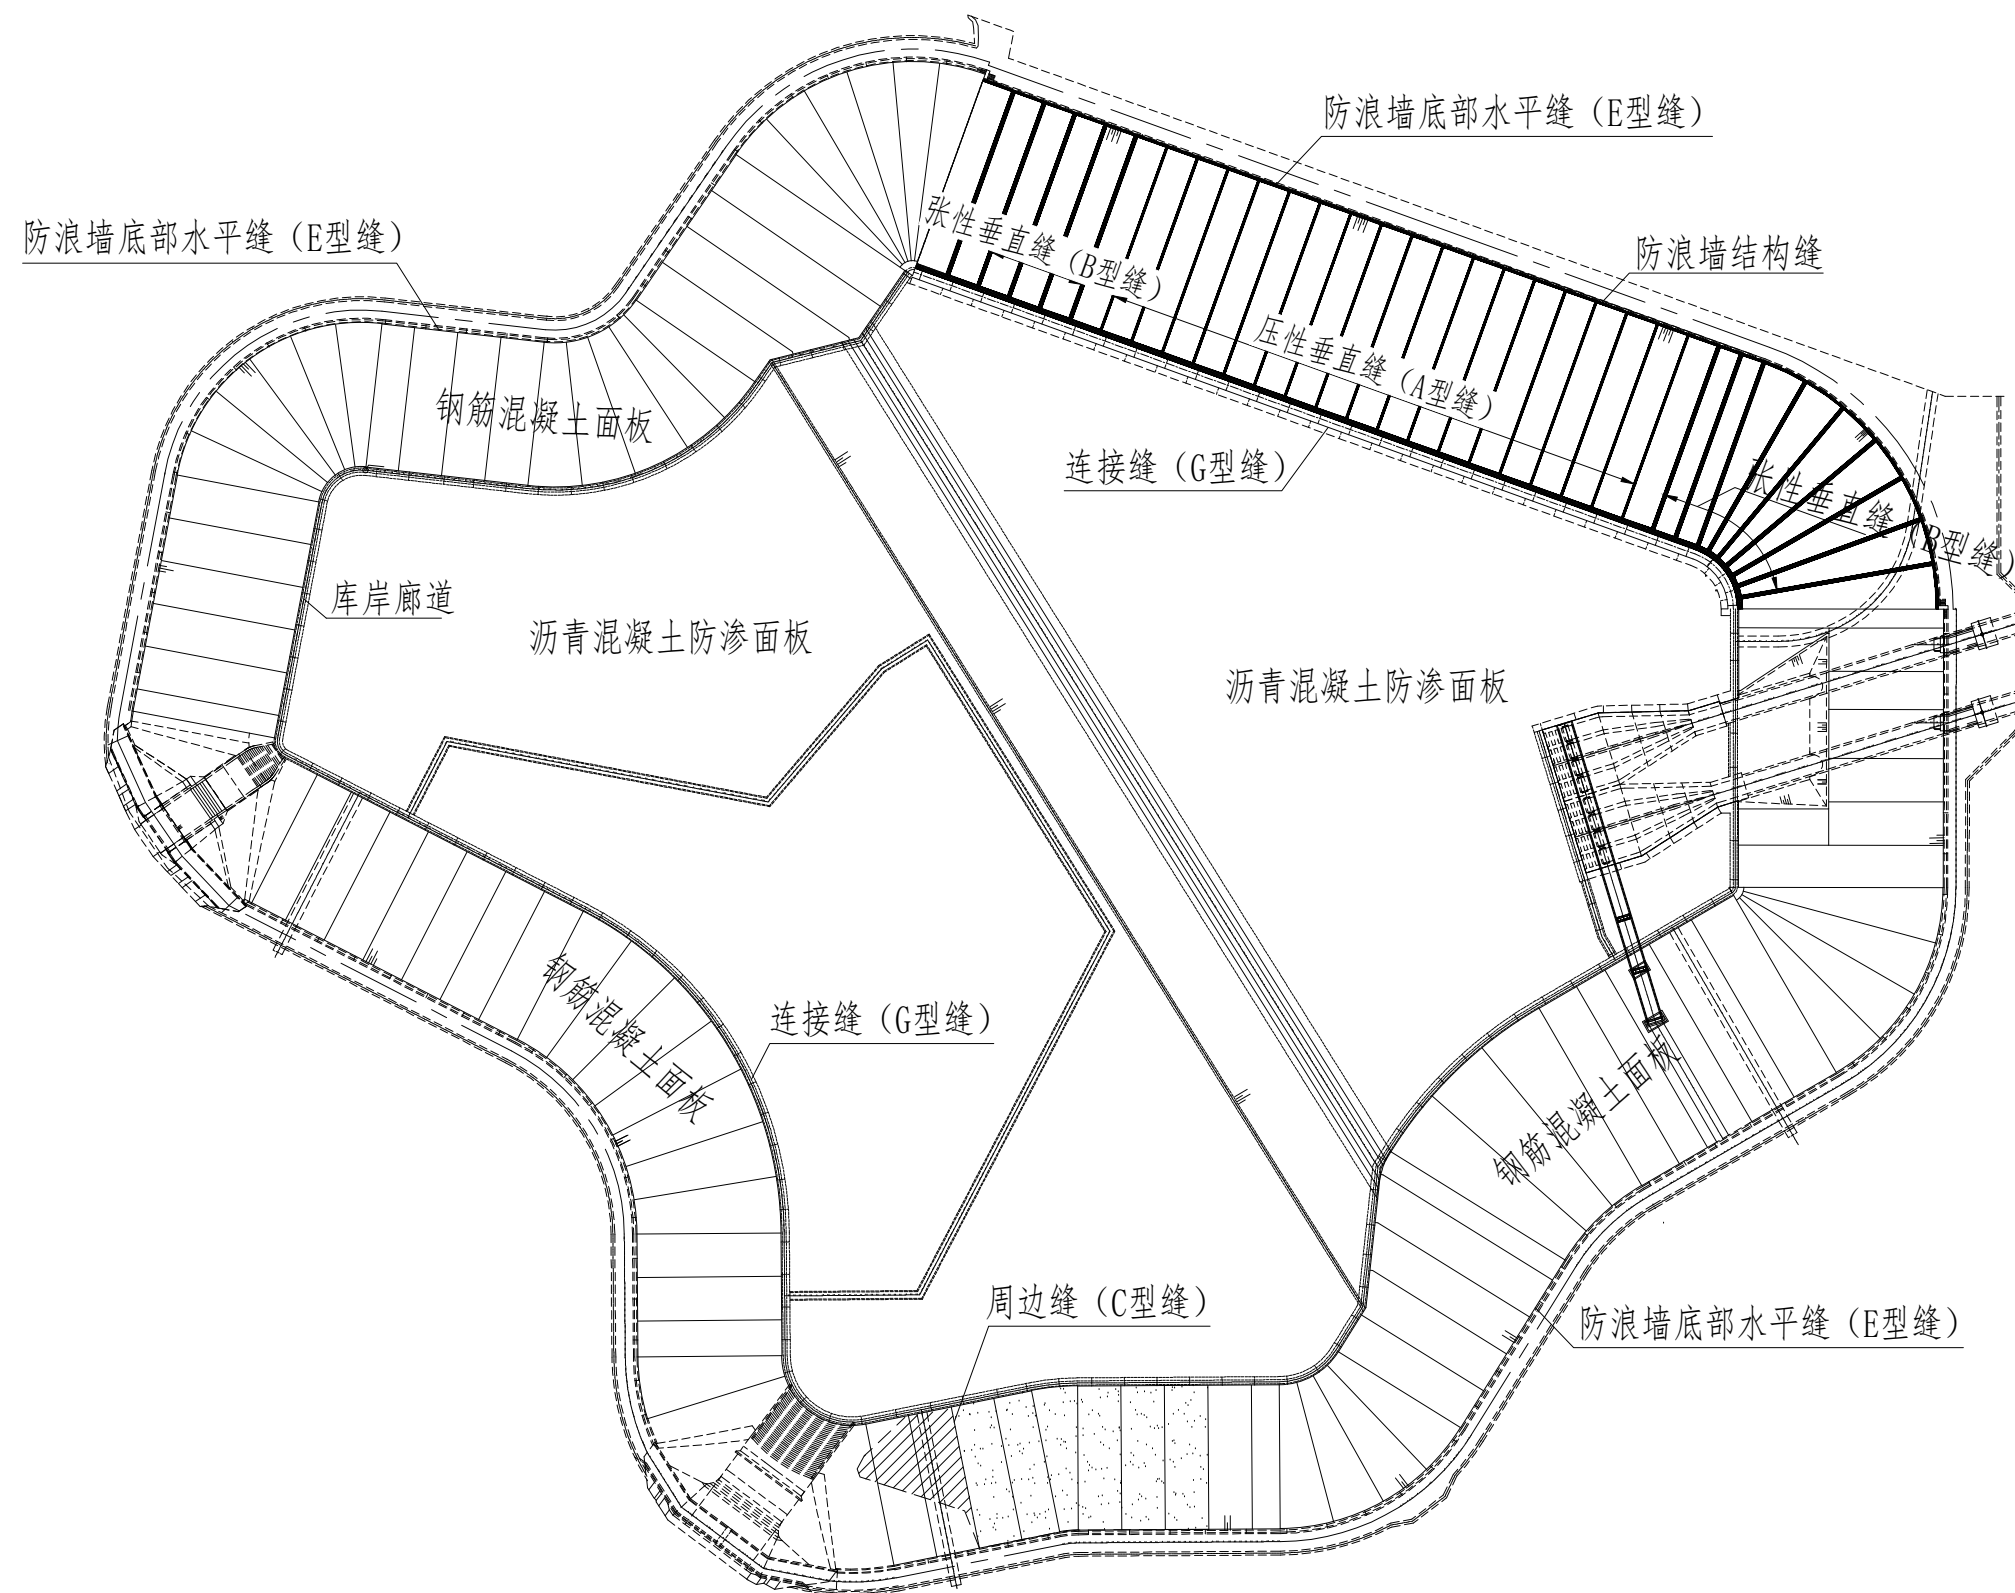 防浪墙底部水平缝（E型缝）
防浪墙底部水平缝（E型缝）
张性垂直缝（B型缝）
防浪墙结构缝
压性垂直缝（A型缝）
钢筋混凝土面板
连接缝（G型缝）
张性垂直缝（B型缝）
库岸廊道
沥青混凝土防渗面板
沥青混凝土防渗面板
钢筋混凝土面板
连接缝（G型缝）
钢筋混凝土面板
周边缝（C型缝）
防浪墙底部水平缝（E型缝）